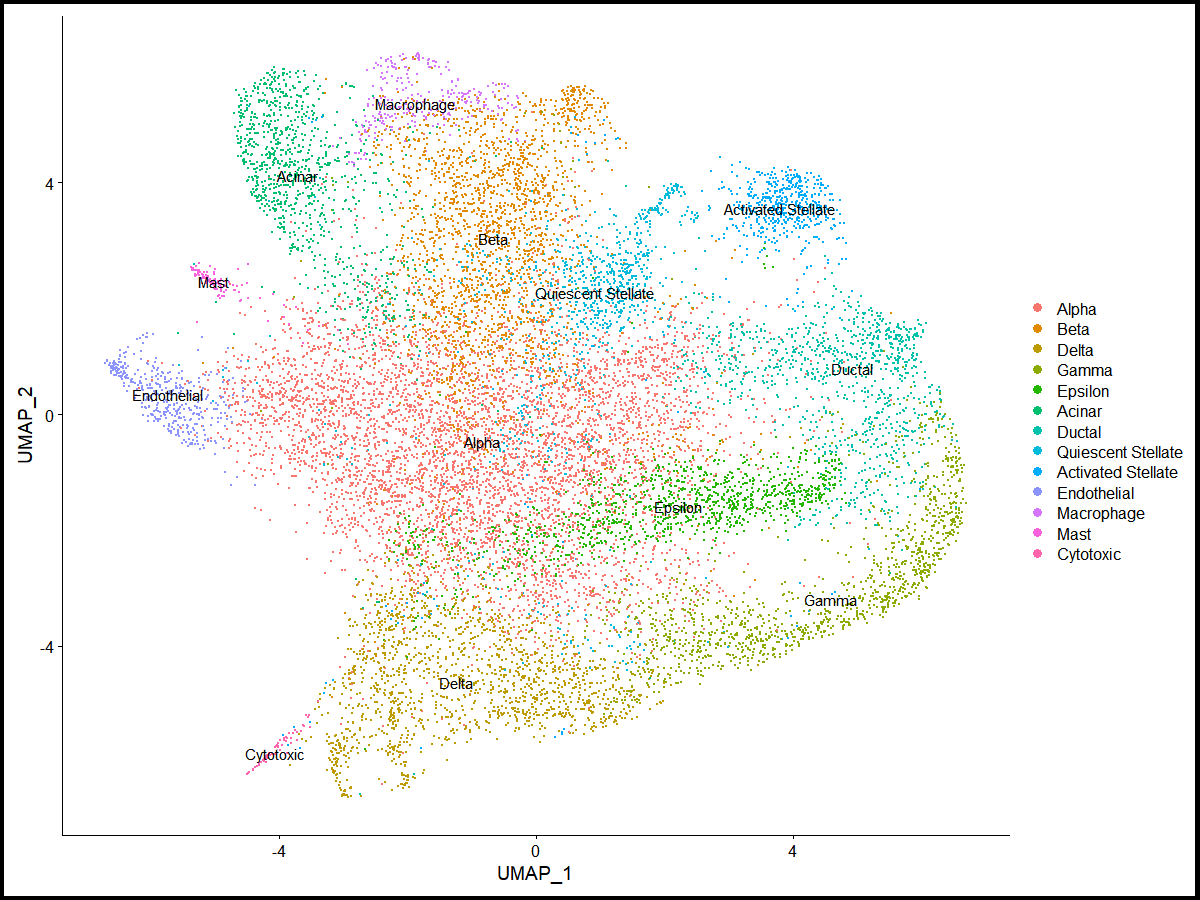 Macrophage
Acinar
Activated Stellate
Beta
Mast
Quiescent Stellate
Ductal
Endothelial
Alpha
Epsilon
Gamma
Delta
Cytotoxic
4
0
-4
UMAP_2
-4
0
4
UMAP_1
Alpha
Beta
Delta
Gamma
Epsilon
Acinar
Ductal
Quiescent Stellate
Activated Stellate
Endothelial
Macrophage
Mast
Cytotoxic